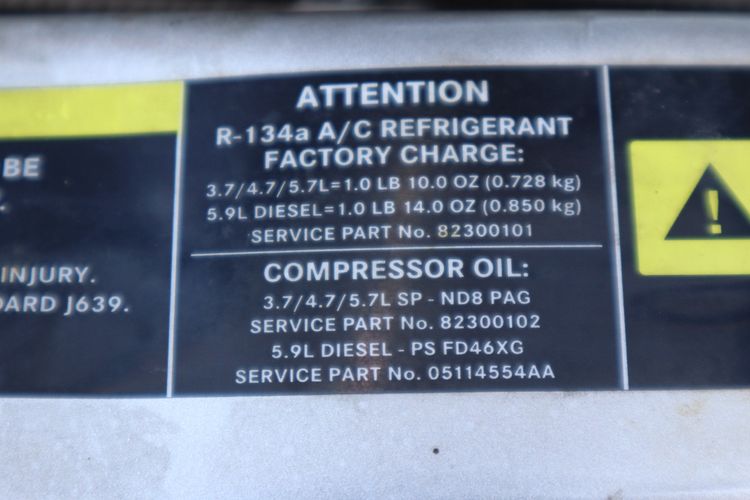 BE
INJURY.
DARD J639.
ATTENTION
R-134a A/C REFRIGERANT
FACTORY CHARGE:
3.7/4.7/5.7L=1.0 LB 10.0 OZ (0.728 kg)
5.9L DIESEL=1.0 LB 14.0 OZ (0.850 kg)
SERVICE PART No. 82300101
COMPRESSOR OIL:
3.7/4.7/5.7L SP - ND8 PAG
SERVICE PART No. 82300102
5.9L DIESEL - PS FD46XG
SERVICE PART No. 05114554AA
!